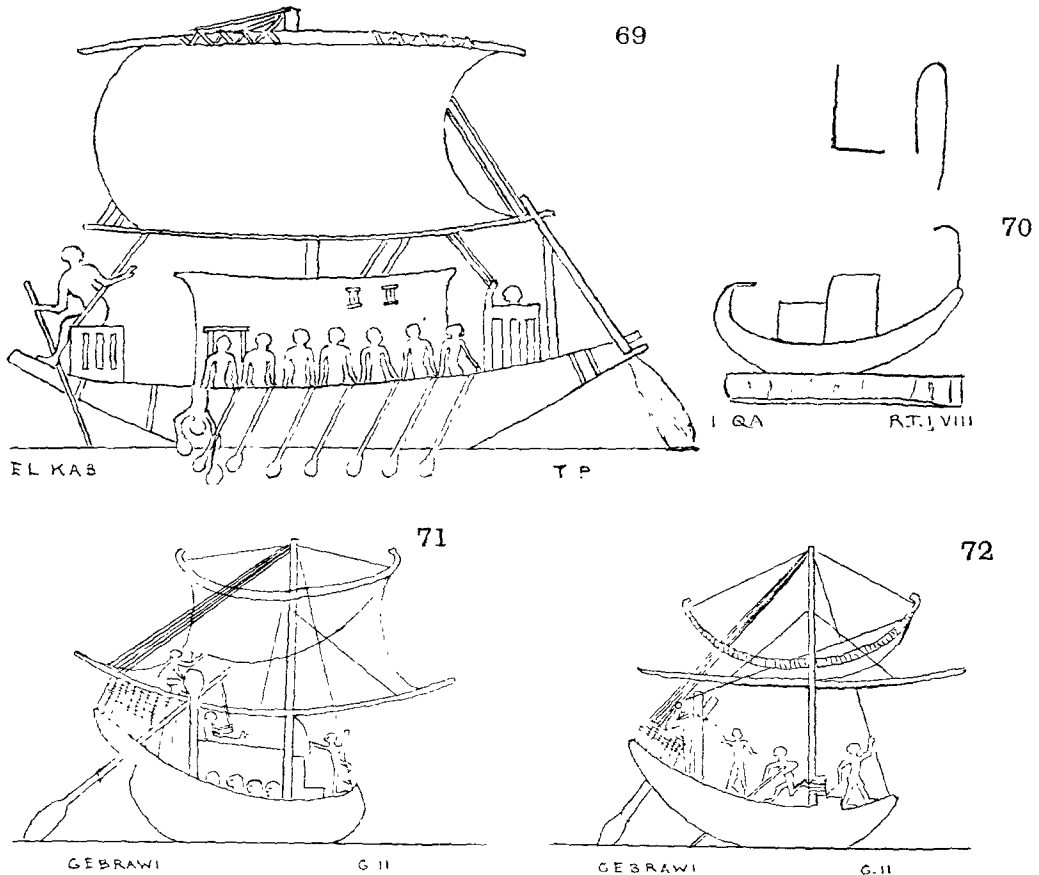 69
70
I QA R.T. I, VIII
EL KAB T P
71
72
GEBRAWI G II
GEBRAWI G.II